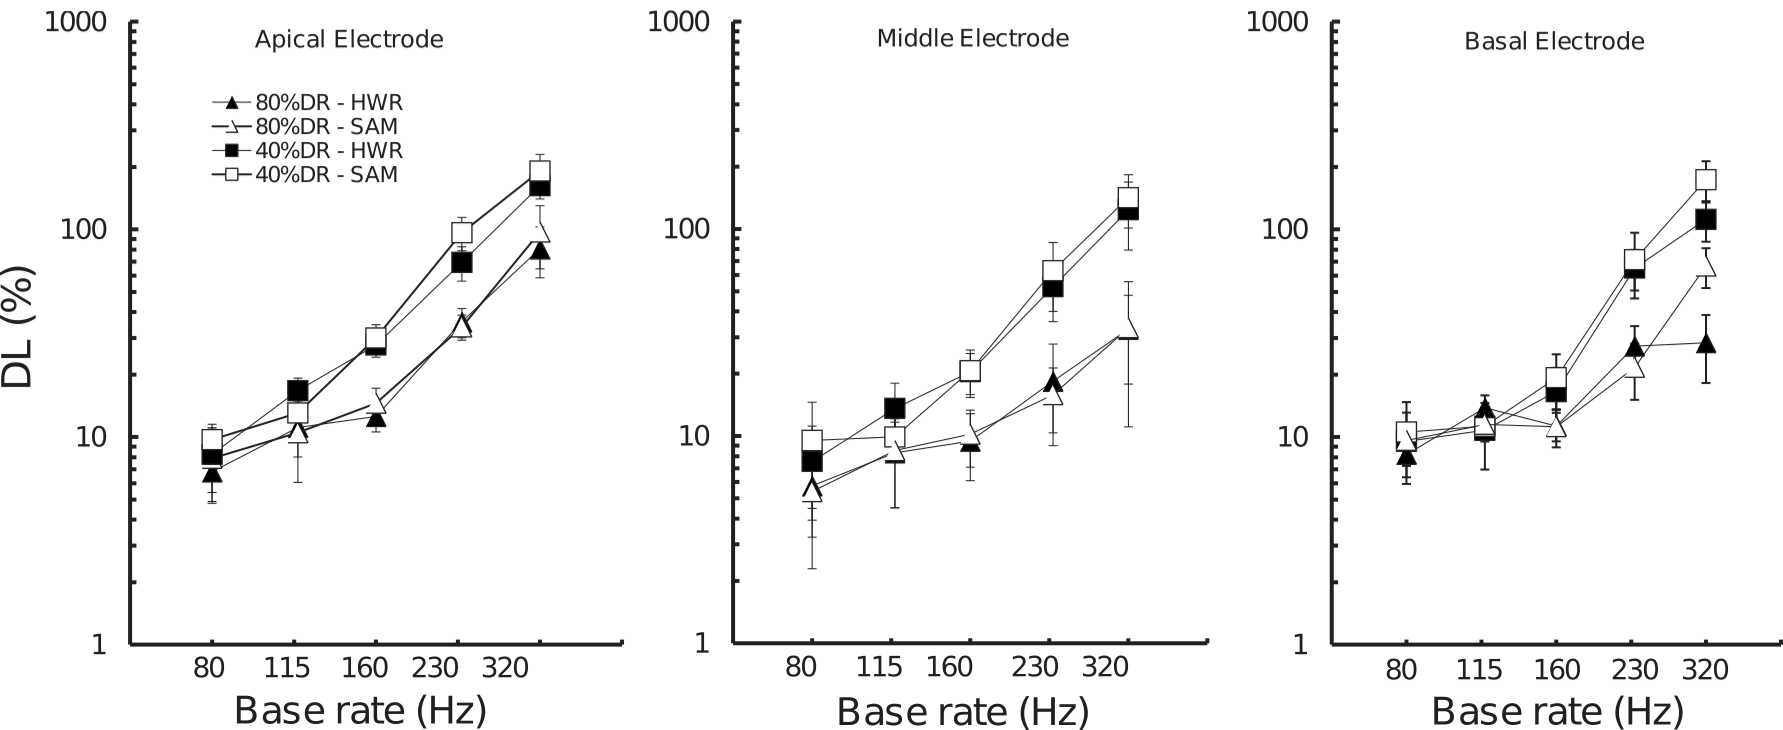 Apical Electrode
Middle Electrode
Basal Electrode
1000
100
10
1
DL (%)
80%DR - HWR
80%DR - SAM
40%DR - HWR
40%DR - SAM
80 115 160 230 320
Base rate (Hz)
1000
100
10
1
80 115 160 230 320
Base rate (Hz)
1000
100
10
1
80 115 160 230 320
Base rate (Hz)